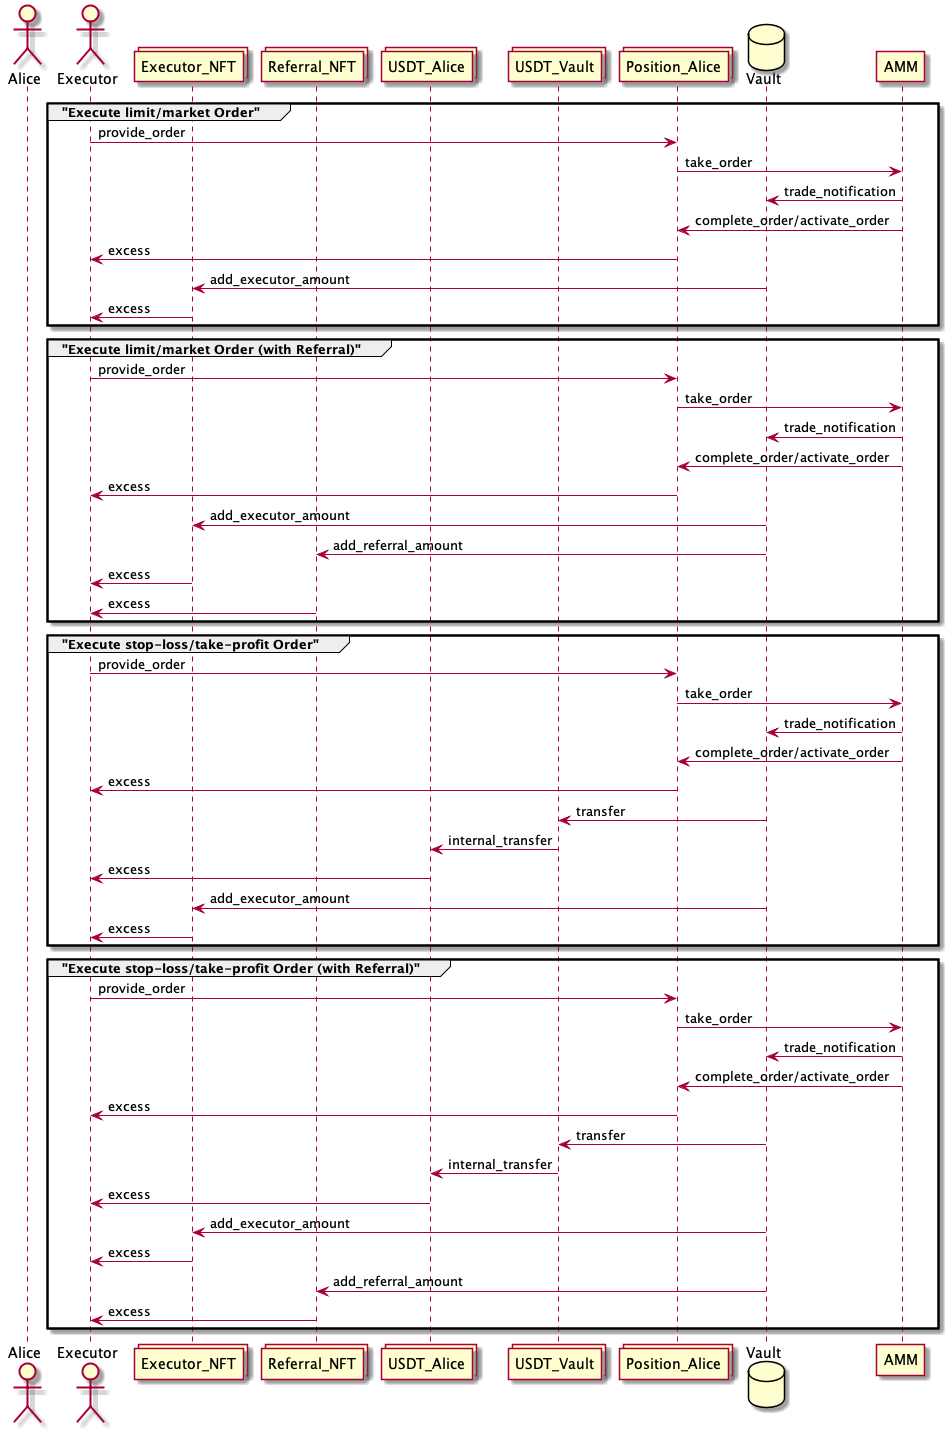 Alice Executor Executor_NFT Referral_NFT USDT_Alice USDT_Vault Position_Alice Vault AMM
"Execute limit/market Order"
provide_order
take_order
trade_notification
complete_order/activate_order
excess
add_executor_amount
excess
"Execute limit/market Order (with Referral)"
provide_order
take_order
trade_notification
complete_order/activate_order
excess
add_executor_amount
add_referral_amount
excess
excess
"Execute stop-loss/take-profit Order"
provide_order
take_order
trade_notification
complete_order/activate_order
excess
transfer
internal_transfer
excess
add_executor_amount
excess
"Execute stop-loss/take-profit Order (with Referral)"
provide_order
take_order
trade_notification
complete_order/activate_order
excess
transfer
internal_transfer
excess
add_executor_amount
excess
add_referral_amount
excess
Alice Executor Executor_NFT Referral_NFT USDT_Alice USDT_Vault Position_Alice Vault AMM